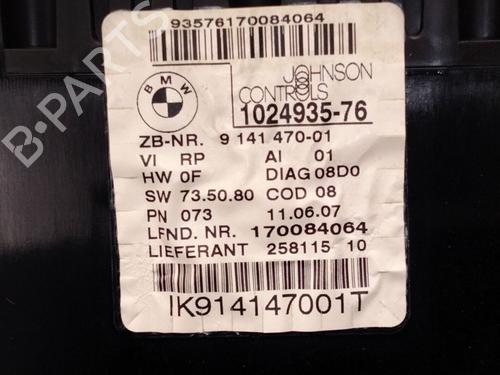 93576170084064
BMW
JOHNSON
CONTROLS
1024935-76
ZB-NR. 9 141 470-01
VI RP AI 01
HW 0F DIAG 08D0
SW 73.50.80 COD 08
PN 073 11.06.07
LFND. NR. 170084064
LIEFERANT 258115 10
IK914147001T
B-PARTS